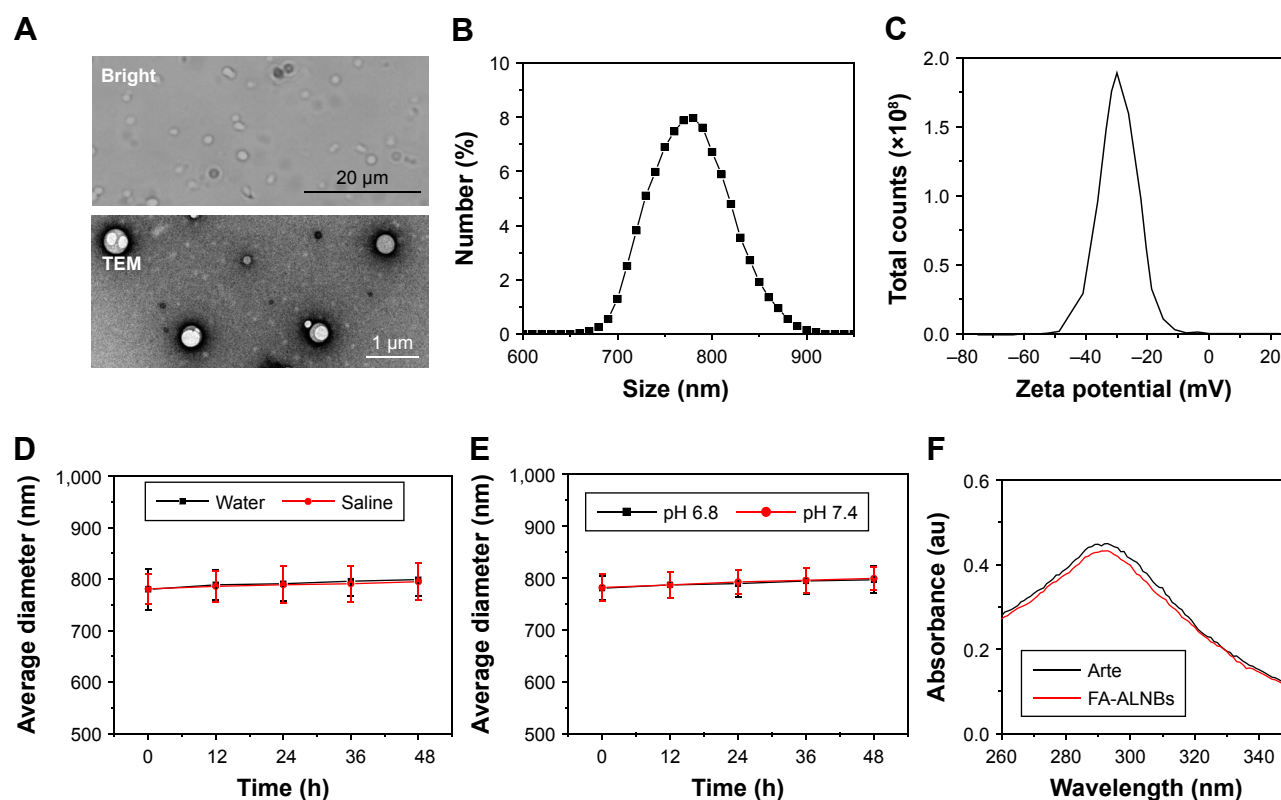 A
Bright
20 µm
TEM
1 µm
B
Number (%)
10
8
6
4
2
0
600 700 800 900
Size (nm)
C
Total counts (×10⁸)
2.0
1.5
1.0
0.5
0.0
–80 –60 –40 –20 0 20
Zeta potential (mV)
D
Average diameter (nm)
1,000
900
800
700
600
500
Water Saline
0 12 24 36 48
Time (h)
E
Average diameter (nm)
1,000
900
800
700
600
500
pH 6.8 pH 7.4
0 12 24 36 48
Time (h)
F
Absorbance (au)
0.6
0.4
0.2
0.0
Arte
FA-ALNBs
260 280 300 320 340
Wavelength (nm)